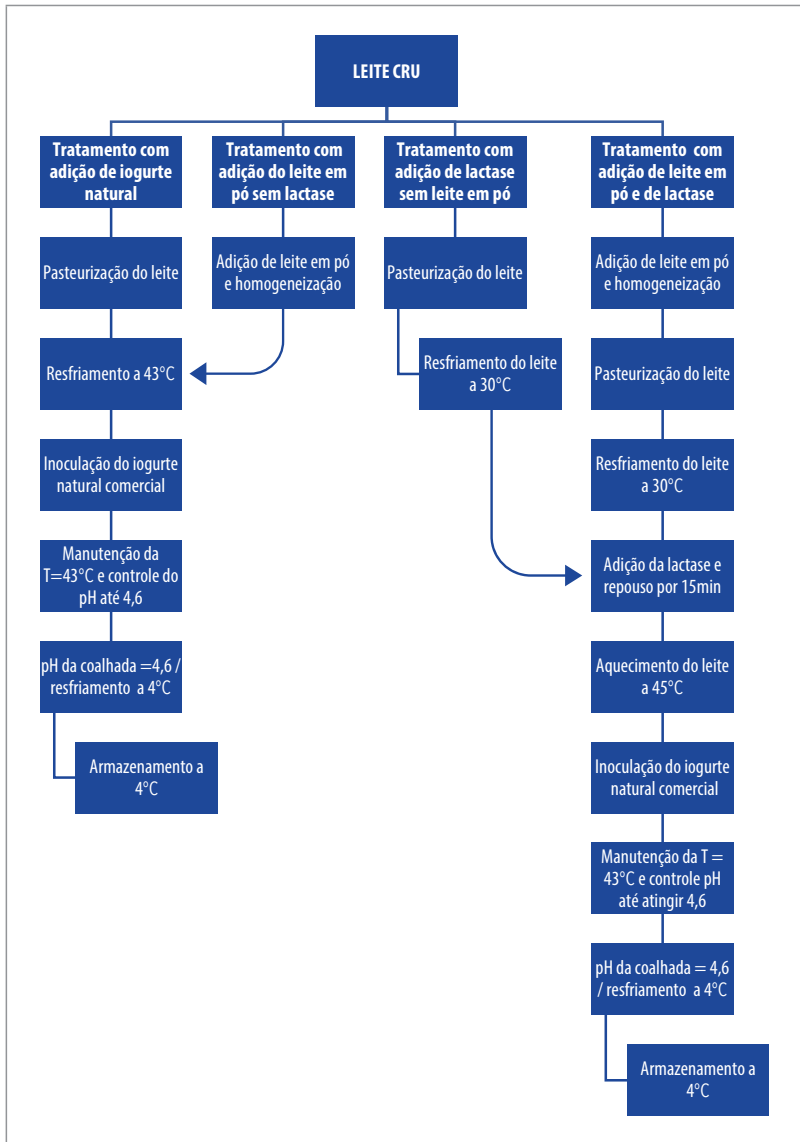 LEITE CRU
Tratamento com
adição de iogurte
natural
Pasteurização do leite
Resfriamento a 43°C
Inoculação do iogurte
natural comercial
Manutenção da
T=43°C e controle do
pH até 4,6
pH da coalhada =4,6 /
resfriamento a 4°C
Armazenamento a
4°C
Tratamento com
adição do leite em
pó sem lactase
Adição de leite em pó
e homogeneização
Tratamento com
adição de lactase
sem leite em pó
Pasteurização do leite
Resfriamento do leite
a 30°C
Tratamento com
adição de leite em
pó e de lactase
Adição de leite em pó
e homogeneização
Pasteurização do leite
Resfriamento do leite
a 30°C
Adição da lactase e
repouso por 15min
Aquecimento do leite
a 45°C
Inoculação do iogurte
natural comercial
Manutenção da T =
43°C e controle pH
até atingir 4,6
pH da coalhada = 4,6
/ resfriamento a 4°C
Armazenamento a
4°C